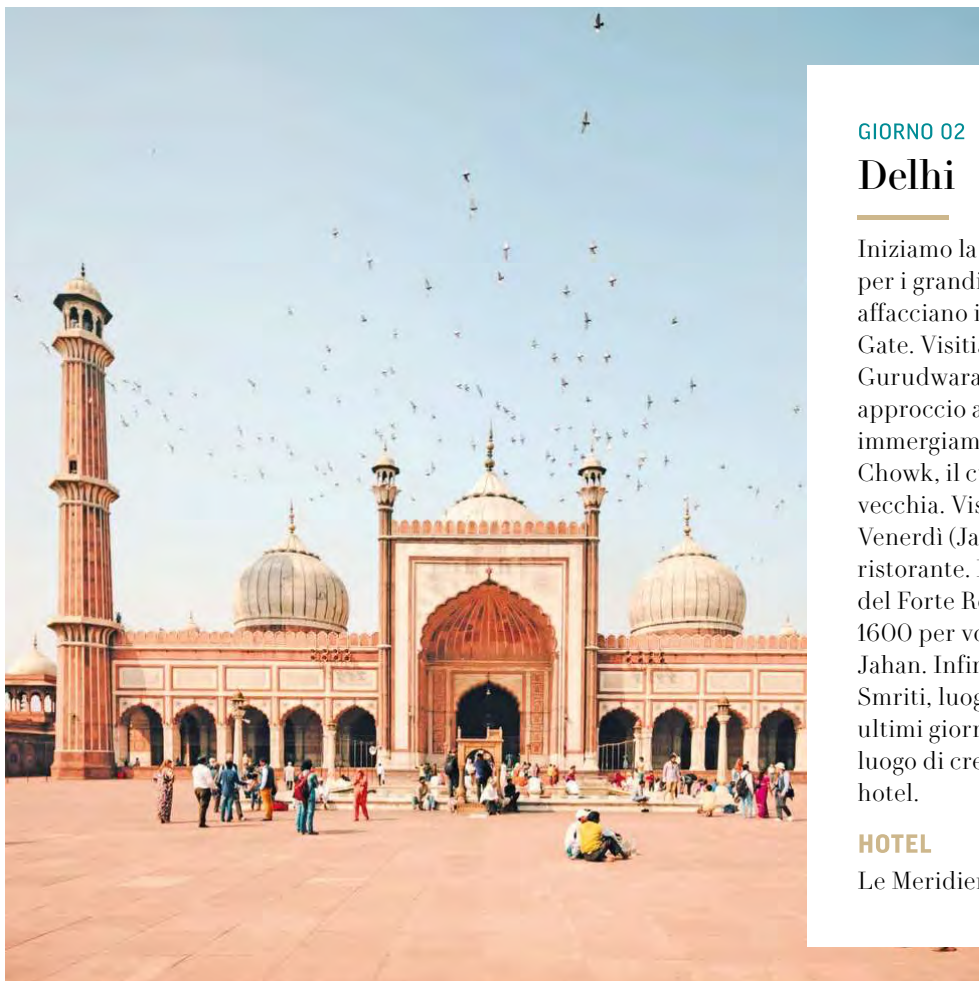 GIORNO 02
Delhi
Iniziamo la
per i grandi
affacciano i
Gate. Visiti
Gurudwara
approccio a
immergiam
Chowk, il c
vecchia. Vis
Venerdì (Ja
ristorante.
del Forte R
1600 per vo
Jahan. Infin
Smriti, luog
ultimi giorn
luogo di cre
hotel.
HOTEL
Le Meridie